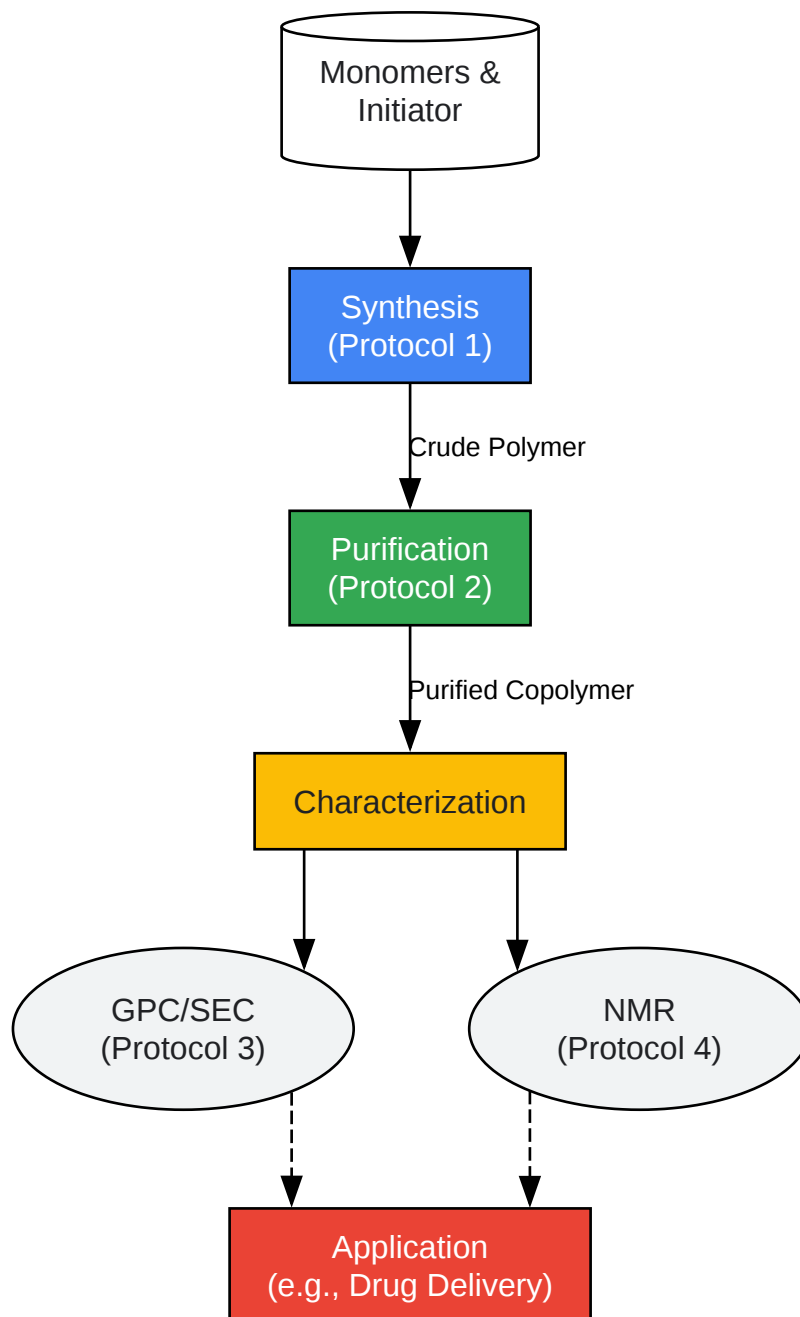 Monomers &
Initiator
Synthesis
(Protocol 1)
Crude Polymer
Purification
(Protocol 2)
Purified Copolymer
Characterization
GPC/SEC
(Protocol 3)
NMR
(Protocol 4)
Application
(e.g., Drug Delivery)